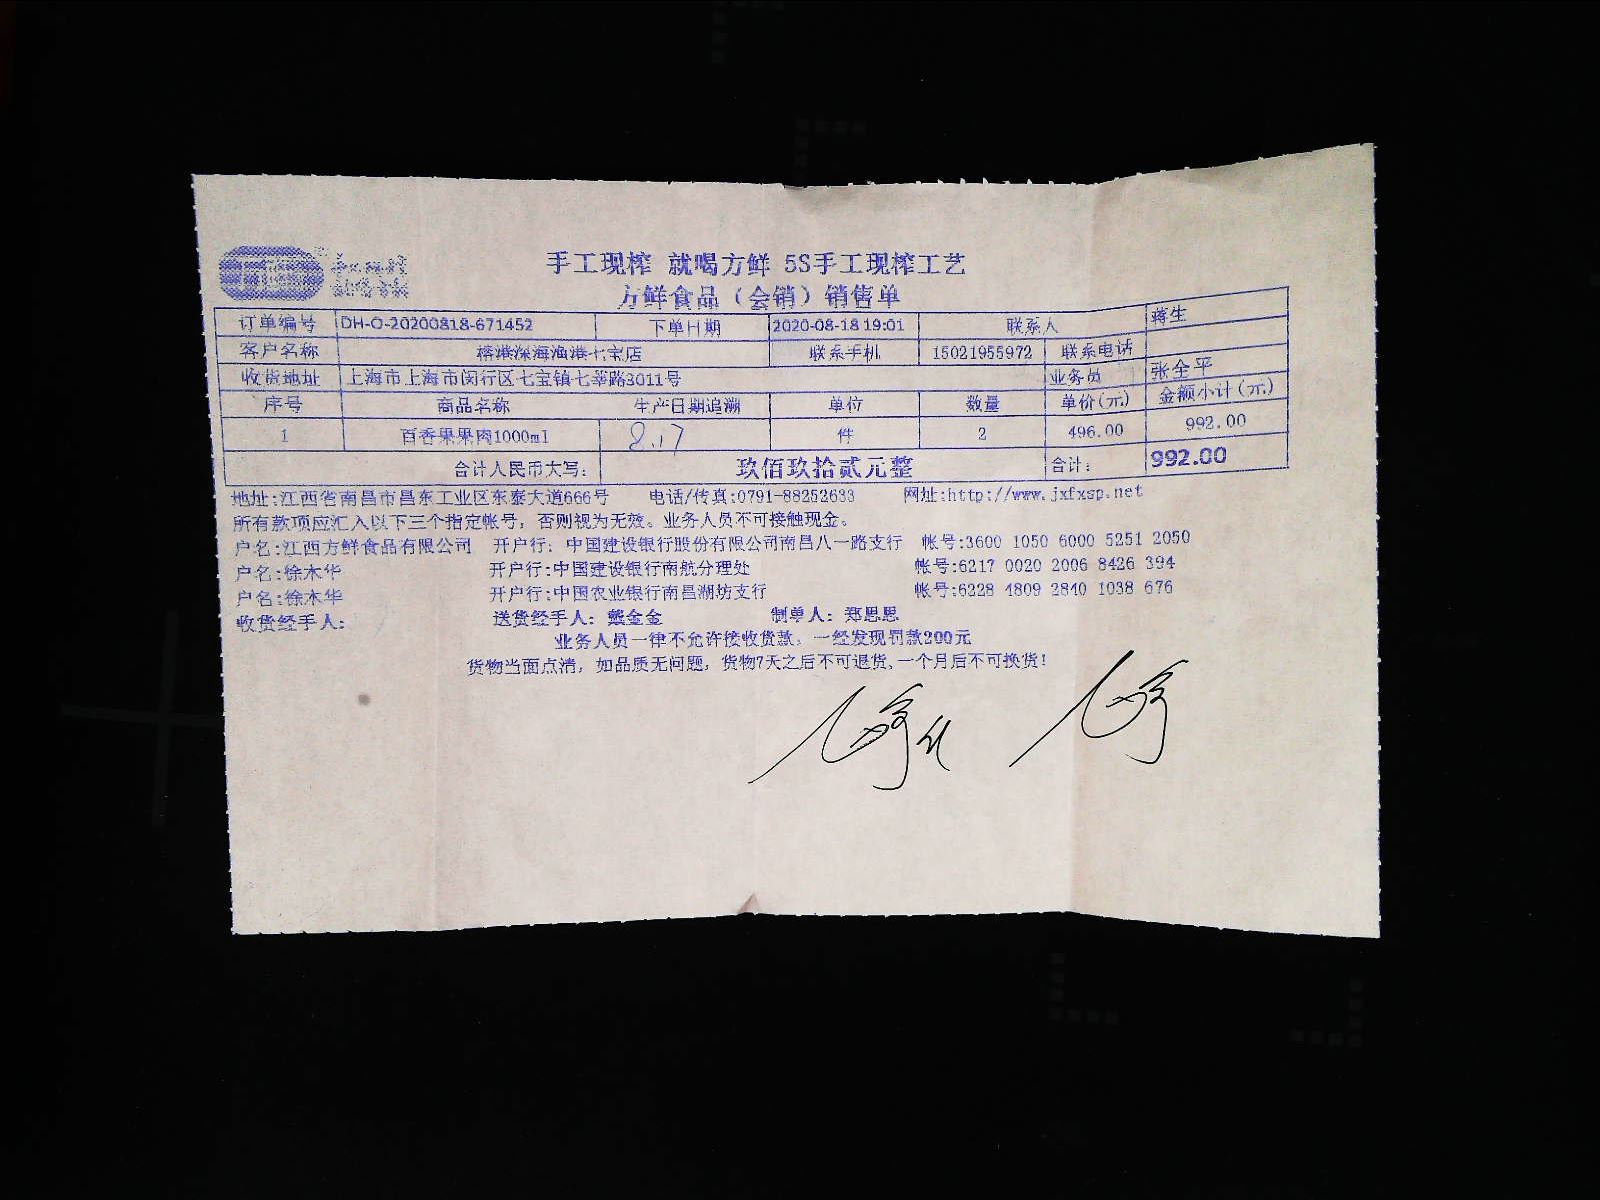 手工现榨 就喝方鲜 5S手工现榨工艺
方鲜食品（会销）销售单
订单编号 DH-O-20200818-671452 下单日期 2020-08-18 19:01 联系人 蒋生
客户名称 榕港深海渔港七宝店 联系手机 15021955972 联系电话
收货地址 上海市上海市闵行区七宝镇七莘路3011号 业务员 张全平
序号 商品名称 生产日期追溯 单位 数量 单价(元) 金额小计(元)
1 百香果果肉1000ml 8.17 件 2 496.00 992.00
合计人民币大写： 玖佰玖拾贰元整 合计： 992.00
地址:江西省南昌市昌东工业区东泰大道666号 电话/传真:0791-88252633 网址:http://www.jxfxsp.net
所有款项应汇入以下三个指定帐号，否则视为无效。业务人员不可接触现金。
户名:江西方鲜食品有限公司 开户行: 中国建设银行股份有限公司南昌八一路支行 帐号:3600 1050 6000 5251 2050
户名:徐木华 开户行:中国建设银行南航分理处 帐号:6217 0020 2006 8426 394
户名:徐木华 开户行:中国农业银行南昌湖坊支行 帐号:6228 4809 2840 1038 676
收货经手人: 送货经手人: 戴金金 制单人: 郑思思
业务人员一律不允许接收货款，一经发现罚款200元
货物当面点清，如品质无问题，货物7天之后不可退货,一个月后不可换货!